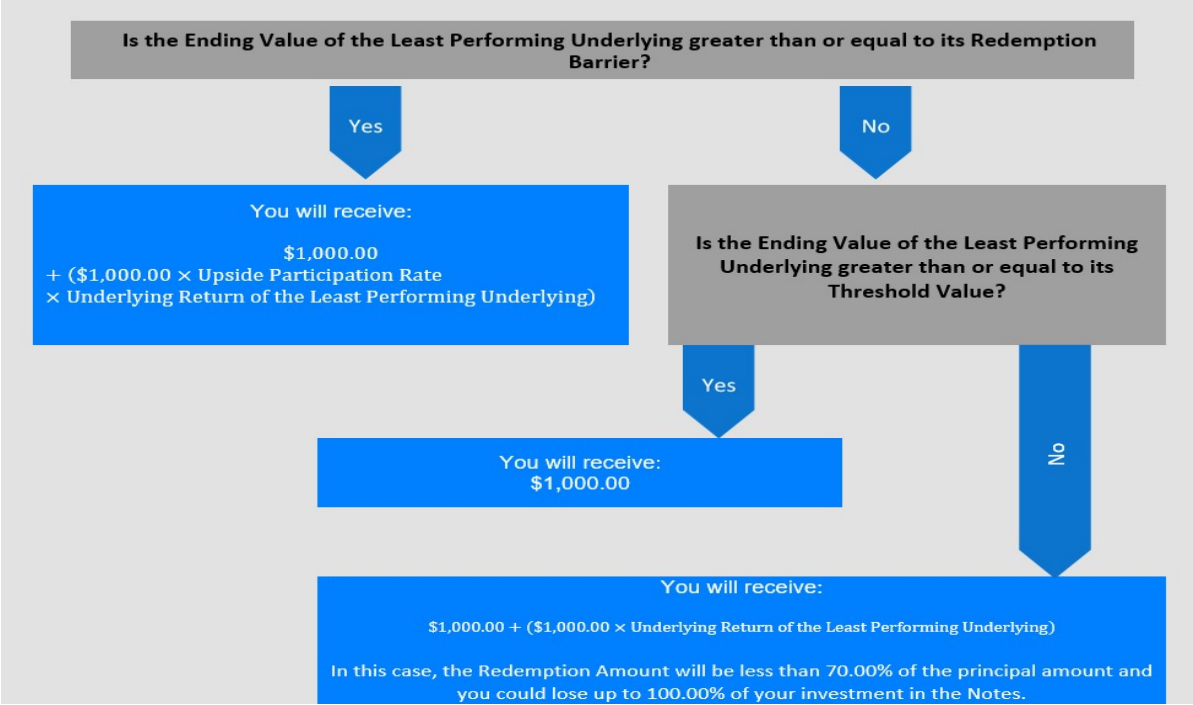 Is the Ending Value of the Least Performing Underlying greater than or equal to its Redemption
Barrier?
Yes
No
You will receive:
$1,000.00
+ ($1,000.00 × Upside Participation Rate
× Underlying Return of the Least Performing Underlying)
Is the Ending Value of the Least Performing
Underlying greater than or equal to its
Threshold Value?
Yes
No
You will receive:
$1,000.00
You will receive:
$1,000.00 + ($1,000.00 × Underlying Return of the Least Performing Underlying)
In this case, the Redemption Amount will be less than 70.00% of the principal amount and
you could lose up to 100.00% of your investment in the Notes.